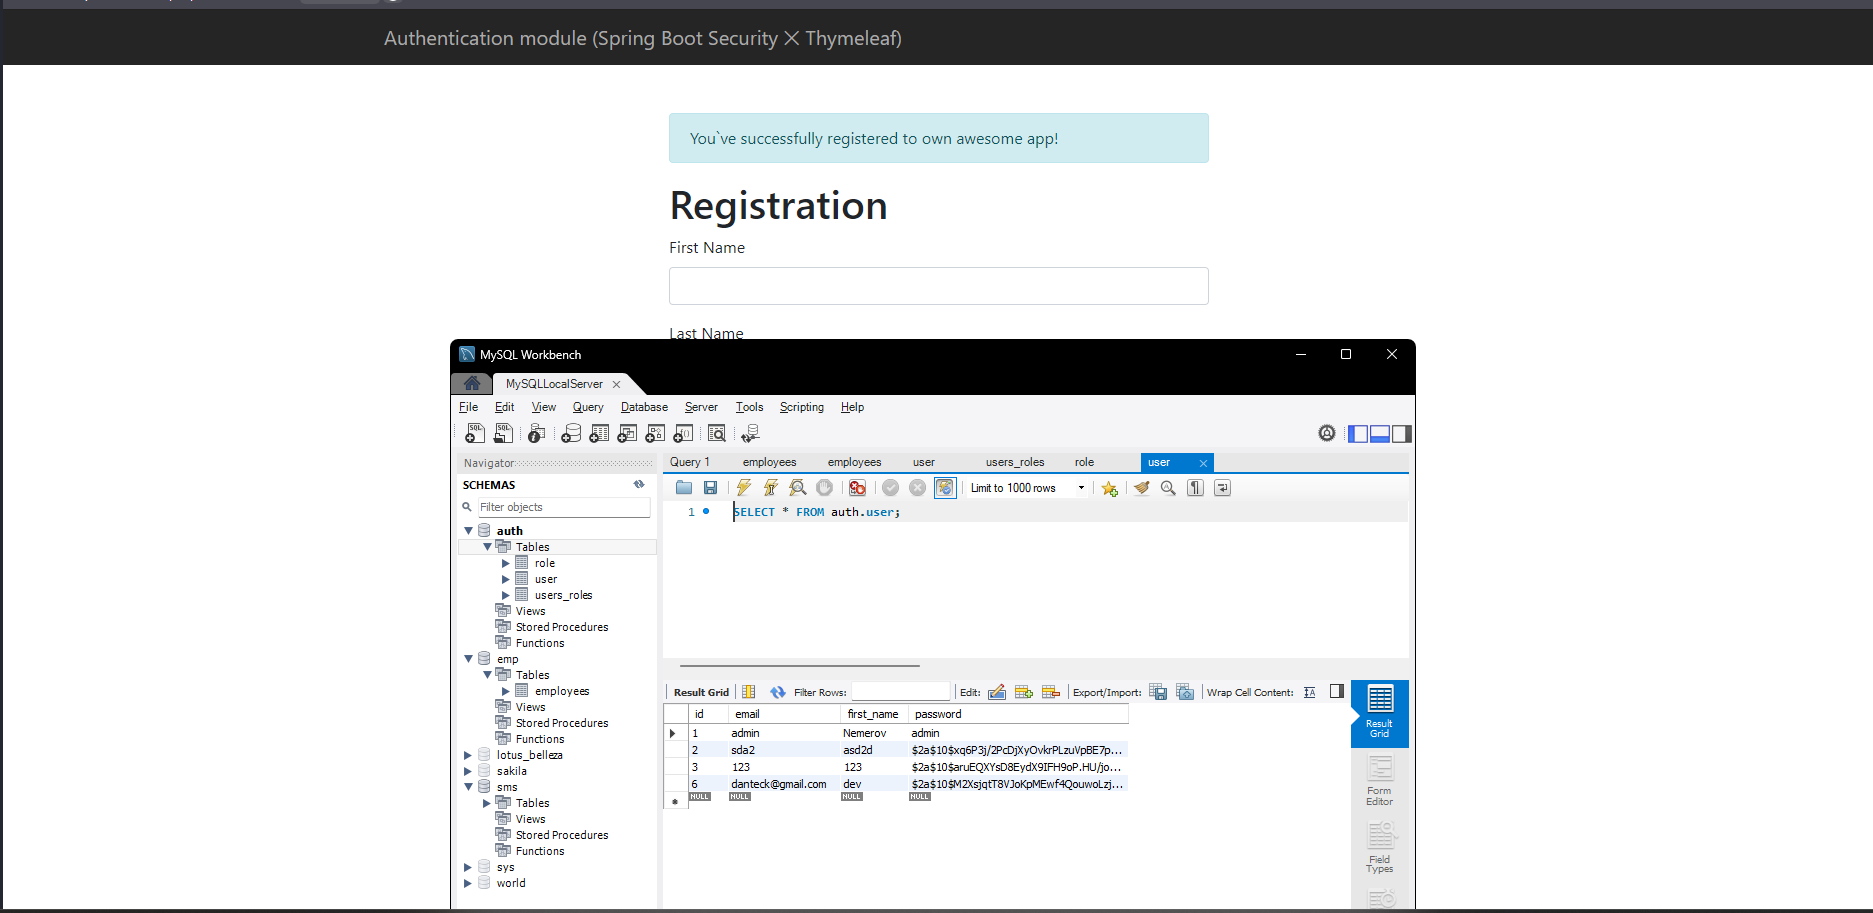 Authentication module (Spring Boot Security ✕ Thymeleaf)
You`ve successfully registered to own awesome app!
Registration
First Name
Last Name
MySQL Workbench
MySQLLocalServer
File Edit View Query Database Server Tools Scripting Help
Navigator
SCHEMAS
Filter objects
auth
Tables
role
user
users_roles
Views
Stored Procedures
Functions
emp
Tables
employees
Views
Stored Procedures
Functions
lotus_belleza
sakila
sms
Tables
Views
Stored Procedures
Functions
sys
world
Query 1 employees employees user users_roles role user
Limit to 1000 rows
1 SELECT * FROM auth.user;
Result Grid Filter Rows: Edit: Export/Import: Wrap Cell Content:
id email first_name password
1 admin Nemerov admin
2 sda2 asd2d $2a$10$xq6P3j/2PcDjXyOvkrPLzuVpBE7p...
3 123 123 $2a$10$aruEQXYsD8EydX9IFH9oP.HU/jo...
6 danteck@gmail.com dev $2a$10$M2XsjqtT8VJoKpMEwf4QouwoLzj...
NULL NULL NULL NULL
Result
Grid
Form
Editor
Field
Types